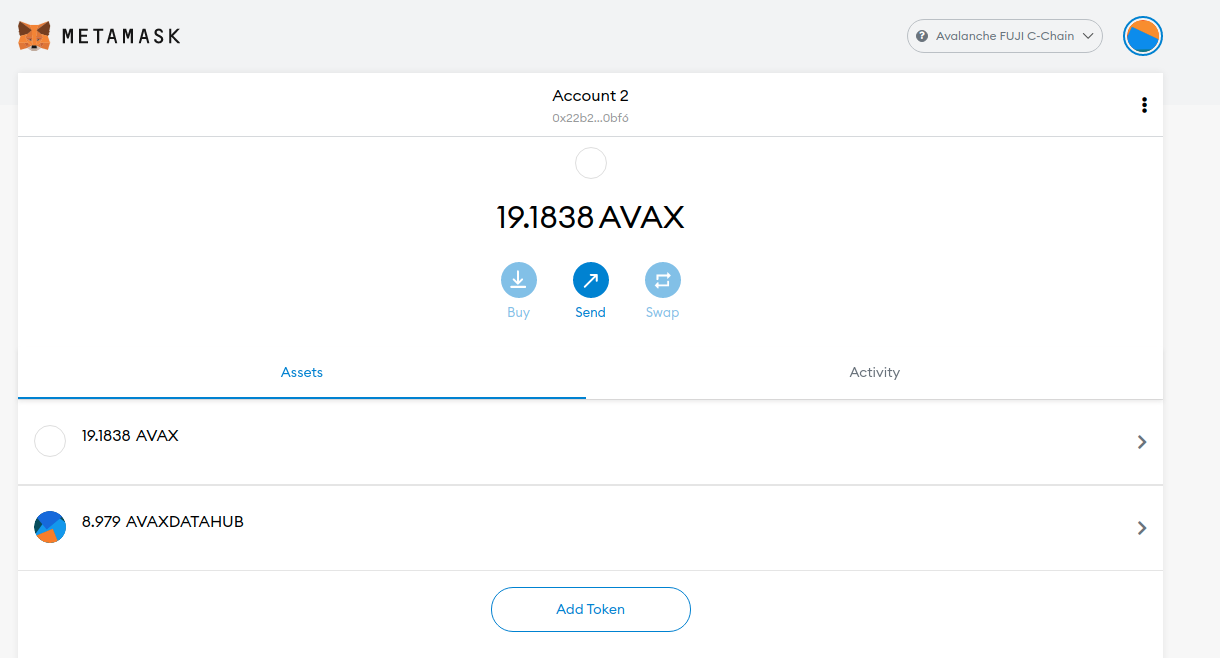 METAMASK
Avalanche FUJI C-Chain
Account 2
0x22b2...0bf6
19.1838 AVAX
Buy Send Swap
Assets Activity
19.1838 AVAX
8.979 AVAXDATAHUB
Add Token